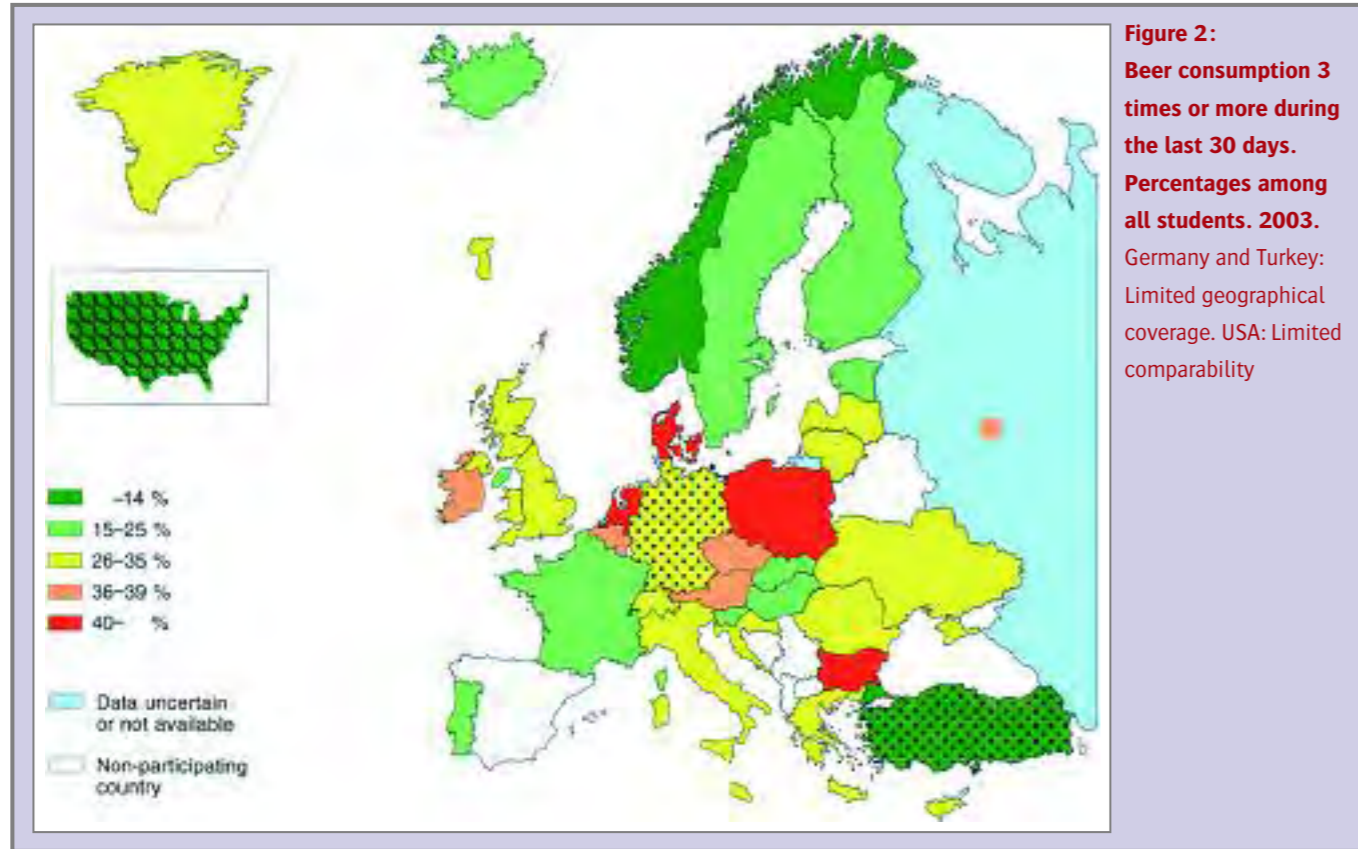 Figure 2:
Beer consumption 3
times or more during
the last 30 days.
Percentages among
all students. 2003.
Germany and Turkey:
Limited geographical
coverage. USA: Limited
comparability
–14 %
15–25 %
26–35 %
36–39 %
40– %
Data uncertain
or not available
Non-participating
country